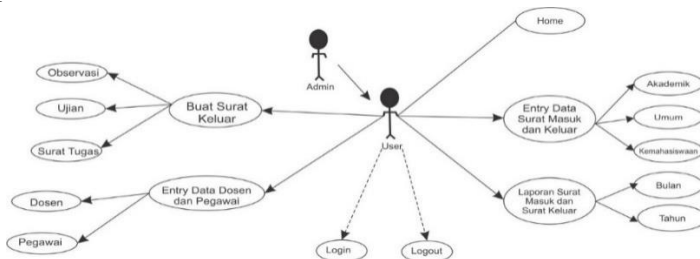 Home
Admin
Observasi
Ujian
Surat Tugas
Buat Surat
Keluar
User
Entry Data
Surat Masuk
dan Keluar
Akademik
Umum
Kemahasiswaan
Entry Data Dosen
dan Pegawai
Dosen
Pegawai
Laporan Surat
Masuk dan
Surat Keluar
Bulan
Tahun
Login
Logout